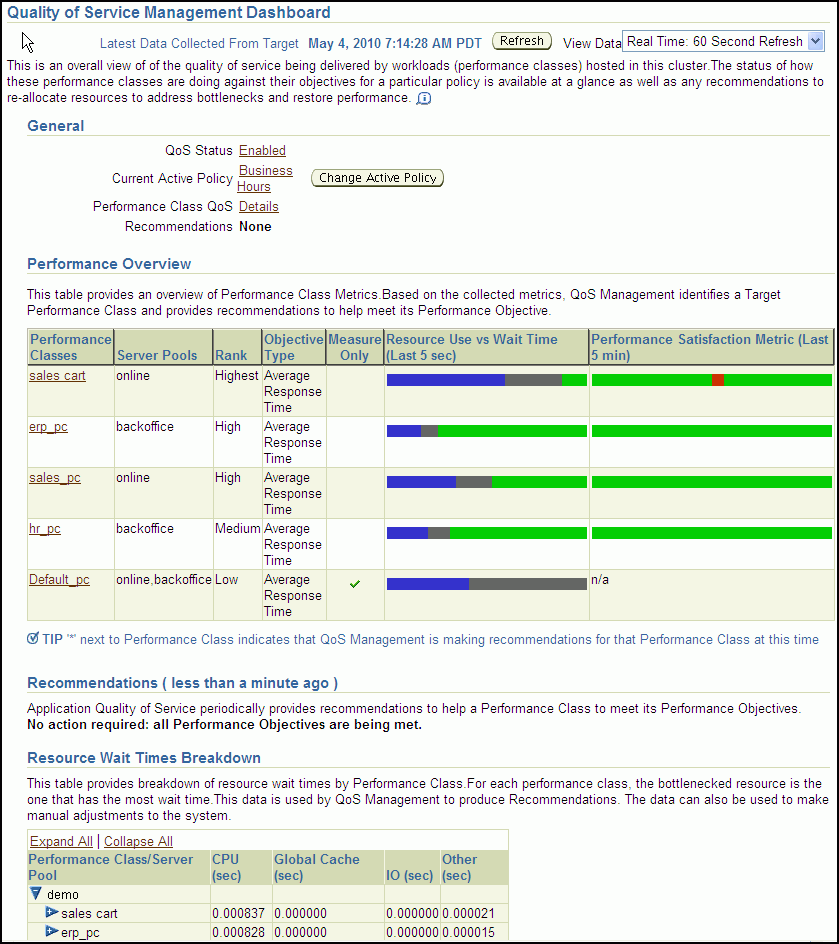 Quality of Service Management Dashboard
Latest Data Collected From Target May 4, 2010 7:14:28 AM PDT Refresh View Data Real Time: 60 Second Refresh
This is an overall view of of the quality of service being delivered by workloads (performance classes) hosted in this cluster.The status of how
these performance classes are doing against their objectives for a particular policy is available at a glance as well as any recommendations to
re-allocate resources to address bottlenecks and restore performance.
General
QoS Status Enabled
Current Active Policy Business Hours Change Active Policy
Performance Class QoS Details
Recommendations None
Performance Overview
This table provides an overview of Performance Class Metrics.Based on the collected metrics, QoS Management identifies a Target
Performance Class and provides recommendations to help meet its Performance Objective.
Performance Classes Server Pools Rank Objective Type Measure Only Resource Use vs Wait Time (Last 5 sec) Performance Satisfaction Metric (Last 5 min)
sales cart online Highest Average Response Time
erp_pc backoffice High Average Response Time
sales_pc online High Average Response Time
hr_pc backoffice Medium Average Response Time
Default_pc online,backoffice Low Average Response Time n/a
TIP '*' next to Performance Class indicates that QoS Management is making recommendations for that Performance Class at this time
Recommendations ( less than a minute ago )
Application Quality of Service periodically provides recommendations to help a Performance Class to meet its Performance Objectives.
No action required: all Performance Objectives are being met.
Resource Wait Times Breakdown
This table provides breakdown of resource wait times by Performance Class.For each performance class, the bottlenecked resource is the
one that has the most wait time.This data is used by QoS Management to produce Recommendations. The data can also be used to make
manual adjustments to the system.
Expand All | Collapse All
Performance Class/Server Pool CPU (sec) Global Cache (sec) IO (sec) Other (sec)
demo
sales cart 0.000837 0.000000 0.000000 0.000021
erp_pc 0.000828 0.000000 0.000000 0.000015